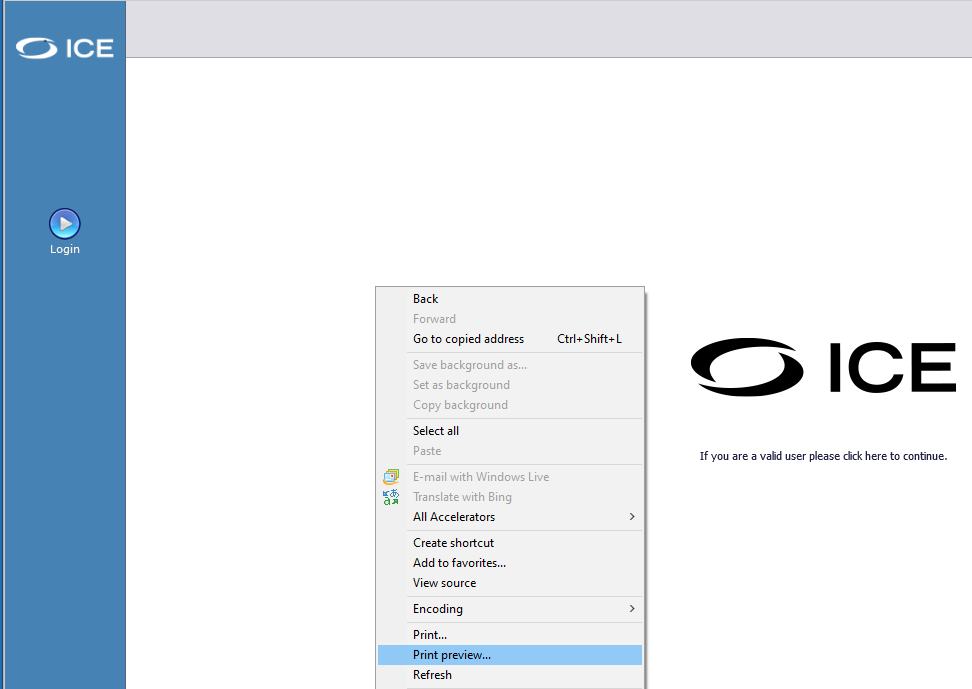 ICE
Login
Back
Forward
Go to copied address Ctrl+Shift+L
Save background as...
Set as background
Copy background
Select all
Paste
E-mail with Windows Live
Translate with Bing
All Accelerators
Create shortcut
Add to favorites...
View source
Encoding
Print...
Print preview...
Refresh
ICE
If you are a valid user please click here to continue.